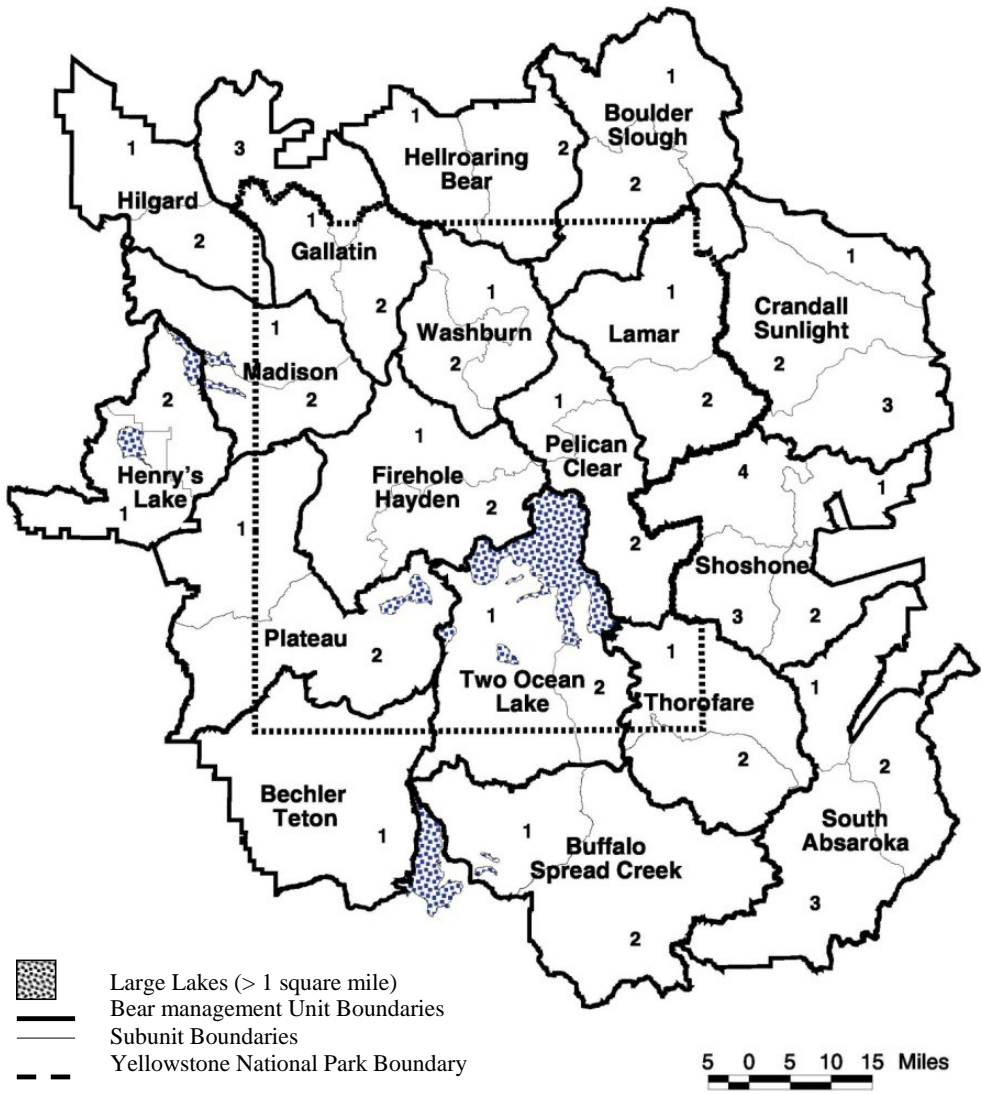 1
Boulder
Slough
2
1
Hellroaring
Bear
2
3
1
Hilgard
2
1
Gallatin
2
1
Washburn
2
1
Lamar
2
1
Crandall
Sunlight
2
3
1
Madison
2
2
Henry's
Lake
1
1
Firehole
Hayden
2
1
Pelican
Clear
2
4
1
Shoshone
3
2
1
Plateau
2
1
Two Ocean
Lake
2
1
Thorofare
2
1
2
South
Absaroka
3
Bechler
Teton
1
1
Buffalo
Spread Creek
2
Large Lakes (> 1 square mile)
Bear management Unit Boundaries
Subunit Boundaries
Yellowstone National Park Boundary
5 0 5 10 15 Miles